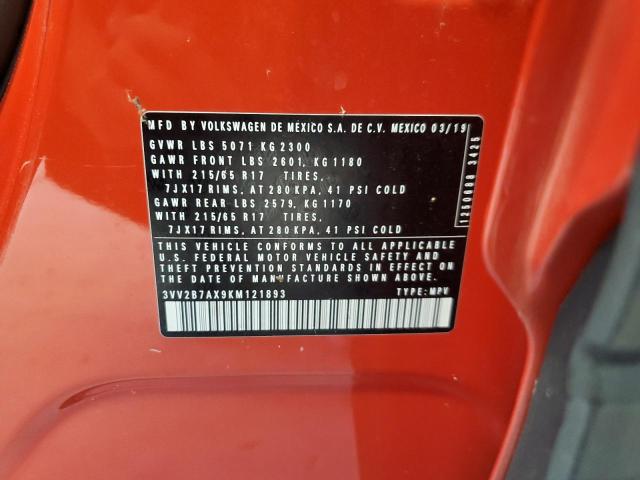 MFD BY VOLKSWAGEN DE MÉXICO S.A. DE C.V. MEXICO 03/19
GVWR LBS 5071 KG 2300
GAWR FRONT LBS 2601, KG 1180
WITH 215/65 R17 TIRES,
7JX17 RIMS, AT 280 KPA, 41 PSI COLD
GAWR REAR LBS 2579, KG 1170
WITH 215/65 R17 TIRES,
7JX17 RIMS, AT 280 KPA, 41 PSI COLD
THIS VEHICLE CONFORMS TO ALL APPLICABLE
U.S. FEDERAL MOTOR VEHICLE SAFETY AND
THEFT PREVENTION STANDARDS IN EFFECT ON
THE DATE OF MANUFACTURE SHOWN ABOVE.
3VV2B7AX9KM121893 TYPE: MPV
1250088 3426